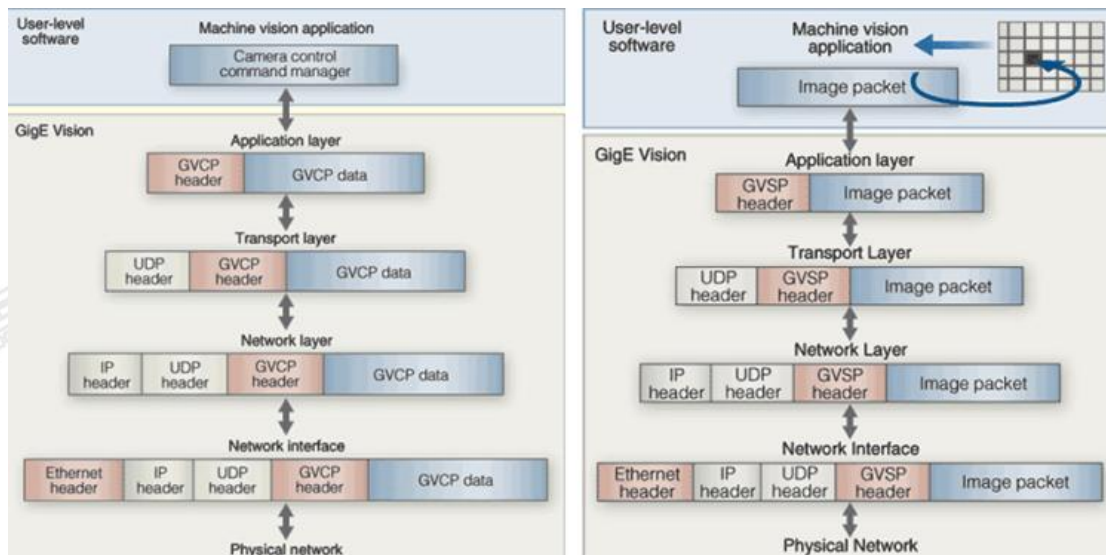 User-level
software
Machine vision application
Camera control
command manager
GigE Vision
Application layer
GVCP
header
GVCP data
Transport layer
UDP
header
GVCP
header
GVCP data
Network layer
IP
header
UDP
header
GVCP
header
GVCP data
Network interface
Ethernet
header
IP
header
UDP
header
GVCP
header
GVCP data
Physical network
User-level
software
Machine vision
application
Image packet
GigE Vision
Application layer
GVSP
header
Image packet
Transport Layer
UDP
header
GVSP
header
Image packet
Network Layer
IP
header
UDP
header
GVSP
header
Image packet
Network Interface
Ethernet
header
IP
header
UDP
header
GVSP
header
Image packet
Physical Network